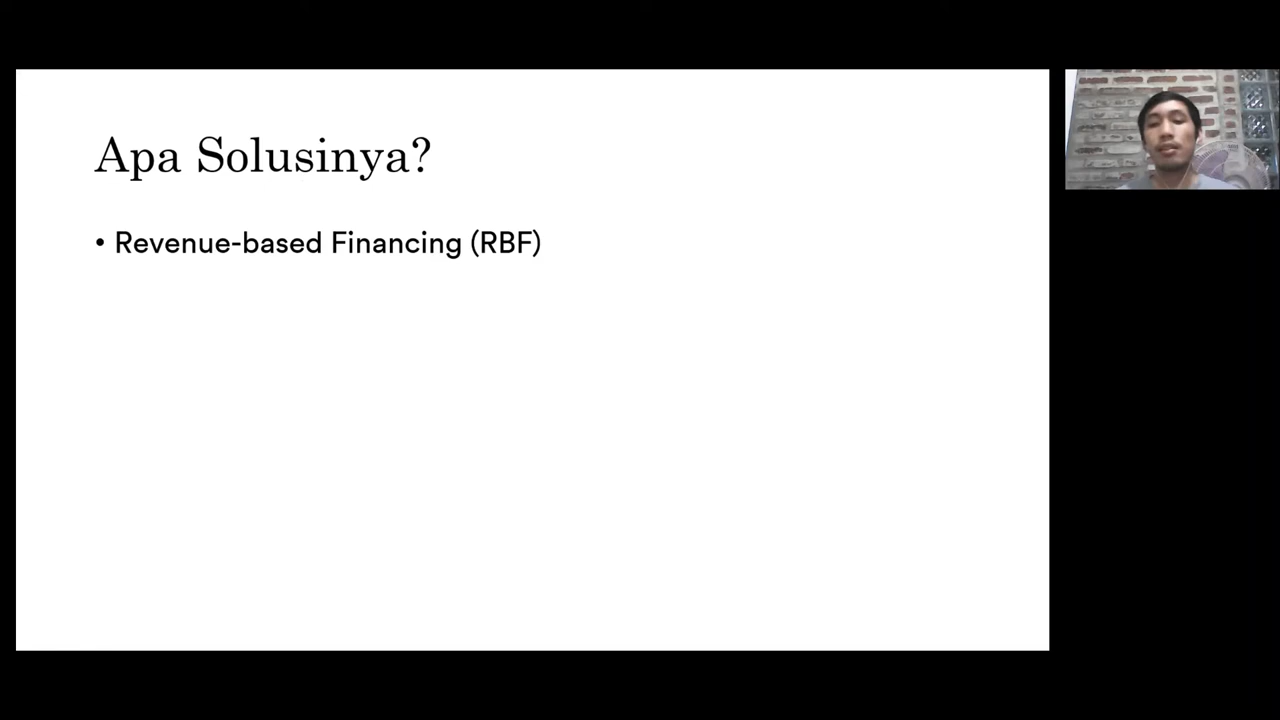 Apa Solusinya?
• Revenue-based Financing (RBF)